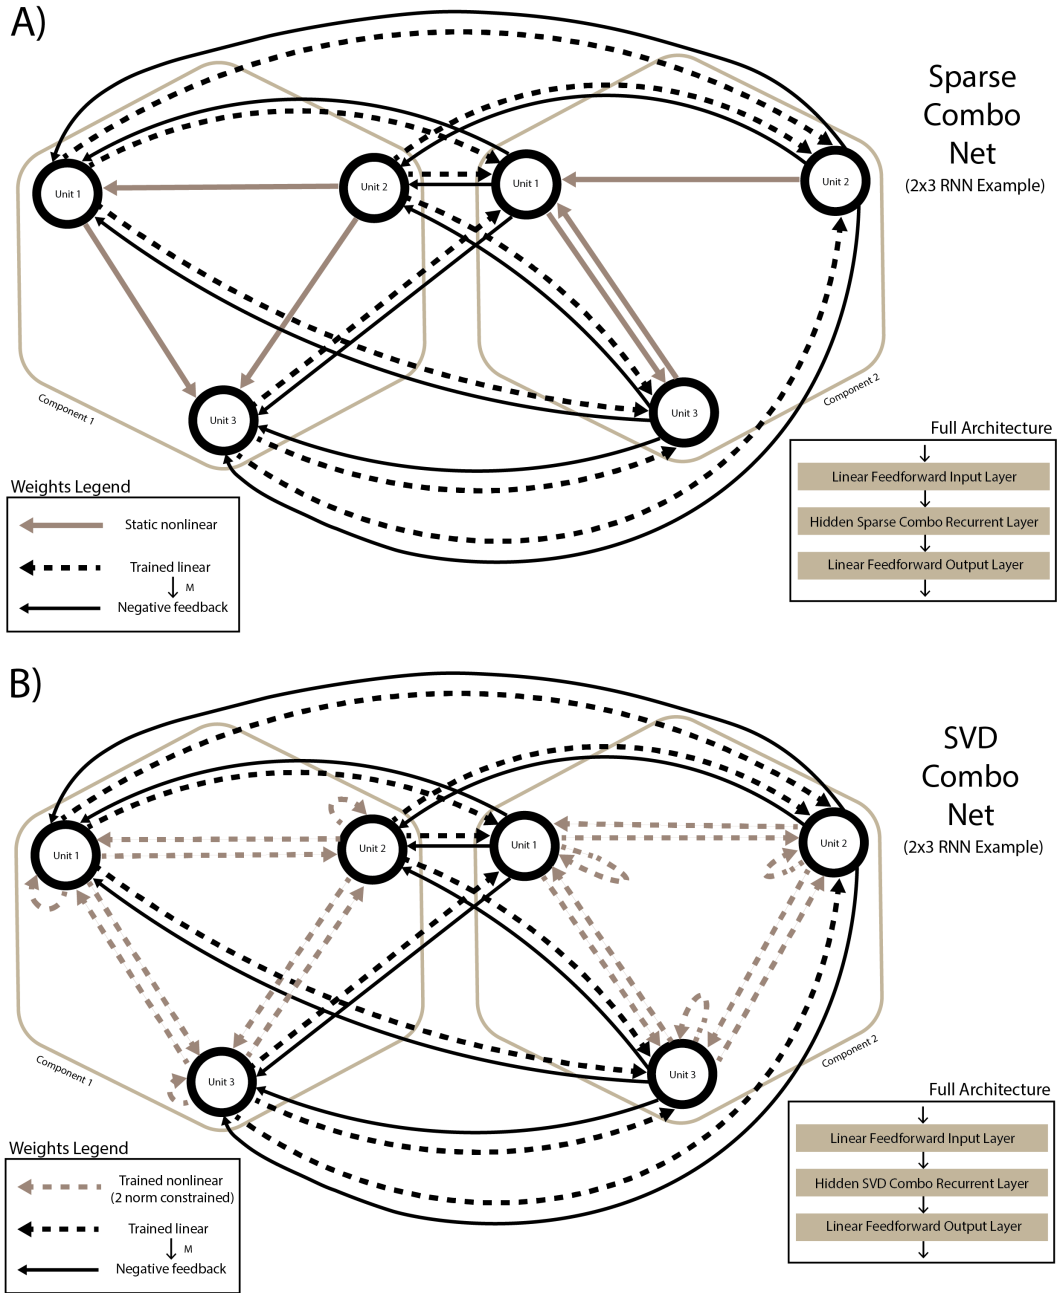 A)
Sparse
Combo
Net
(2x3 RNN Example)
Unit 1
Unit 2
Unit 1
Unit 2
Unit 3
Unit 3
Component 1
Component 2
Full Architecture
Linear Feedforward Input Layer
Hidden Sparse Combo Recurrent Layer
Linear Feedforward Output Layer
Weights Legend
Static nonlinear
Trained linear
M
Negative feedback
B)
SVD
Combo
Net
(2x3 RNN Example)
Unit 1
Unit 2
Unit 1
Unit 2
Unit 3
Unit 3
Component 1
Component 2
Full Architecture
Linear Feedforward Input Layer
Hidden SVD Combo Recurrent Layer
Linear Feedforward Output Layer
Weights Legend
Trained nonlinear
(2 norm constrained)
Trained linear
M
Negative feedback